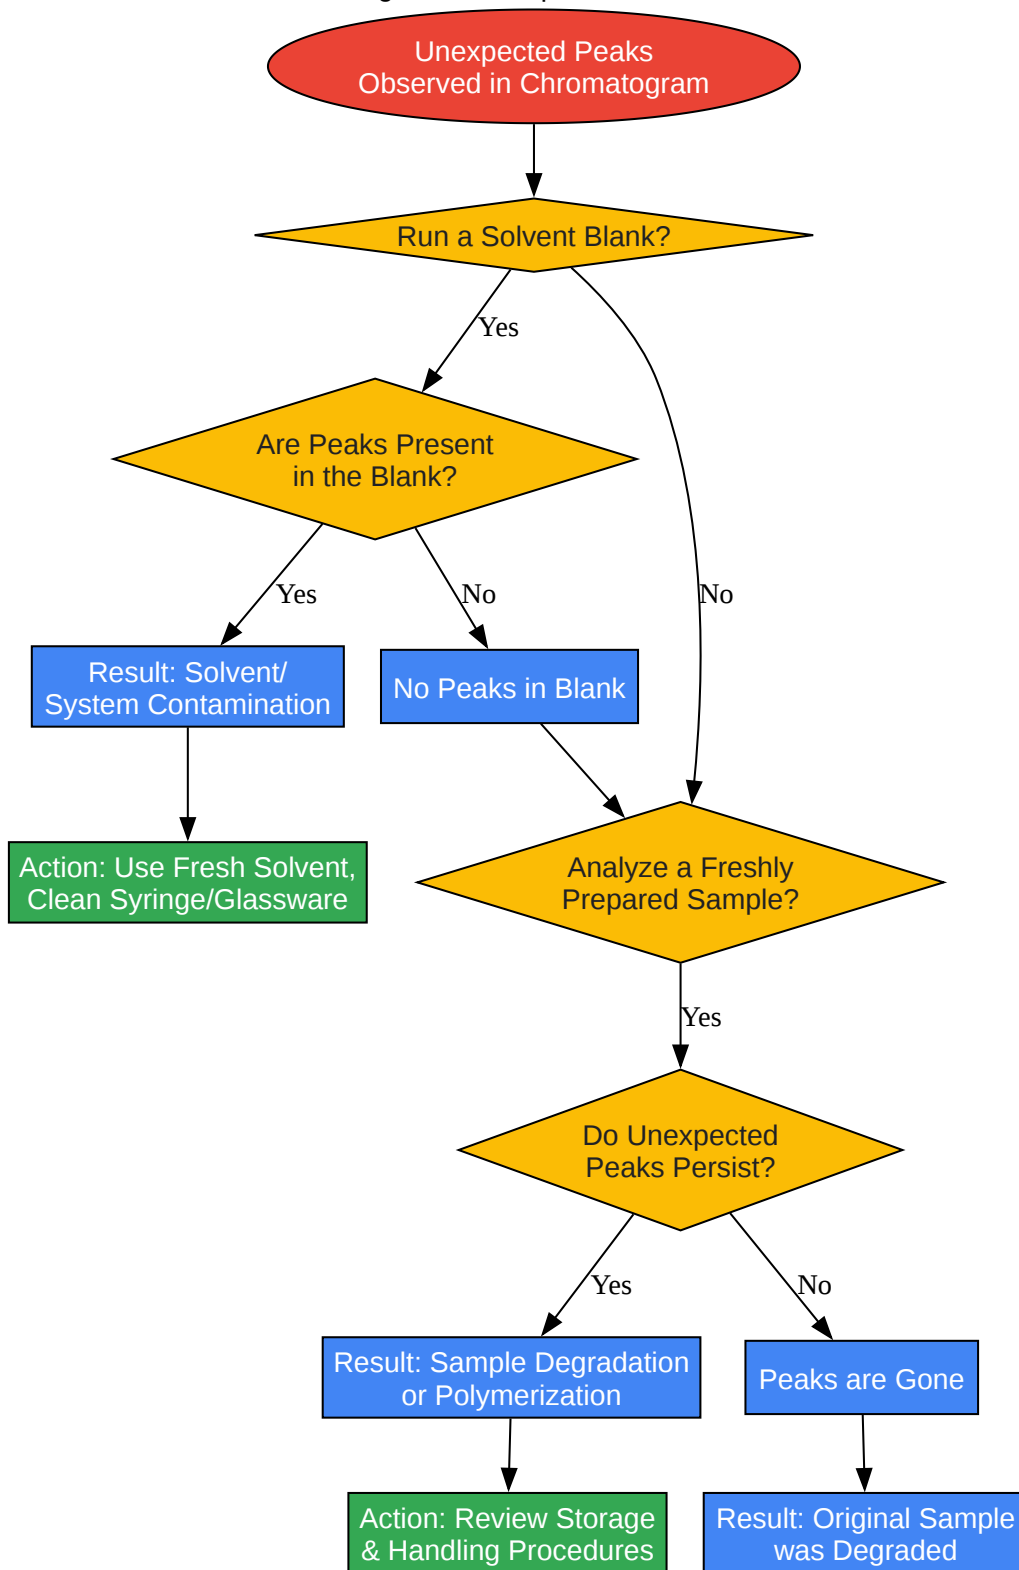 Unexpected Peaks
Observed in Chromatogram
Run a Solvent Blank?
Yes
Are Peaks Present
in the Blank?
Yes
No
No
Result: Solvent/
System Contamination
No Peaks in Blank
Action: Use Fresh Solvent,
Clean Syringe/Glassware
Analyze a Freshly
Prepared Sample?
Yes
Do Unexpected
Peaks Persist?
Yes
No
Result: Sample Degradation
or Polymerization
Peaks are Gone
Action: Review Storage
& Handling Procedures
Result: Original Sample
was Degraded